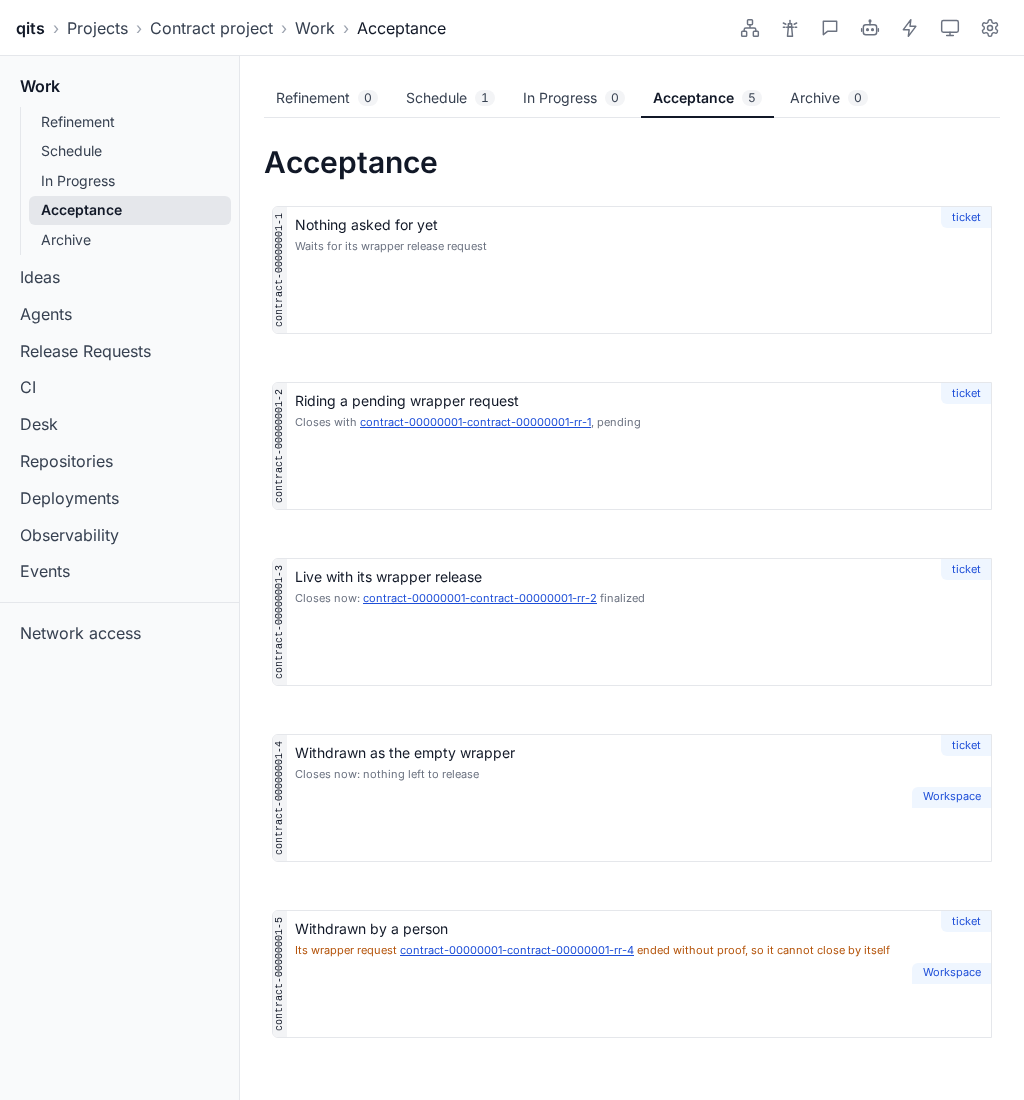 qits › Projects › Contract project › Work › Acceptance
Work
Refinement
Schedule
In Progress
Acceptance
Archive
Ideas
Agents
Release Requests
CI
Desk
Repositories
Deployments
Observability
Events
Network access
Refinement 0 Schedule 1 In Progress 0 Acceptance 5 Archive 0
Acceptance
contract-00000001-1
Nothing asked for yet
ticket
Waits for its wrapper release request
contract-00000001-2
Riding a pending wrapper request
ticket
Closes with contract-00000001-contract-00000001-rr-1, pending
contract-00000001-3
Live with its wrapper release
ticket
Closes now: contract-00000001-contract-00000001-rr-2 finalized
contract-00000001-4
Withdrawn as the empty wrapper
ticket
Closes now: nothing left to release
Workspace
contract-00000001-5
Withdrawn by a person
ticket
Its wrapper request contract-00000001-contract-00000001-rr-4 ended without proof, so it cannot close by itself
Workspace